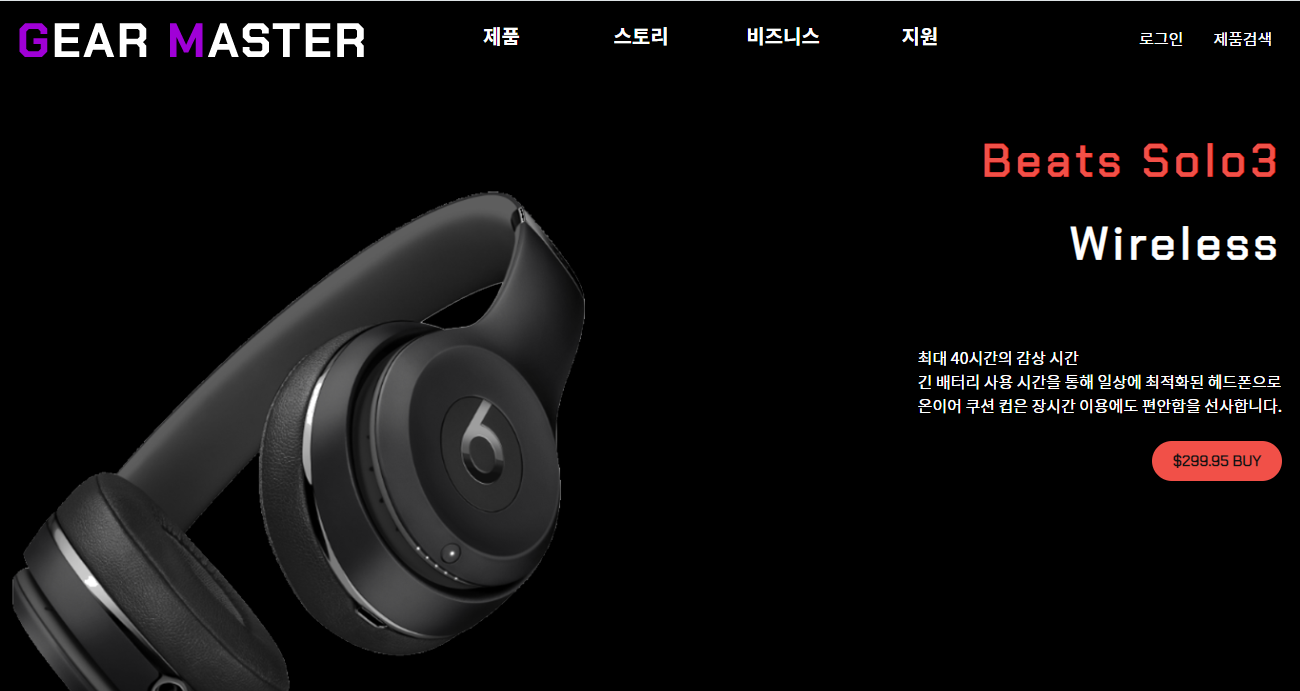 GEAR MASTER
제품 스토리 비즈니스 지원
로그인 제품검색
Beats Solo3
Wireless
최대 40시간의 감상 시간
긴 배터리 사용 시간을 통해 일상에 최적화된 헤드폰으로
온이어 쿠션 컵은 장시간 이용에도 편안함을 선사합니다.
$299.95 BUY